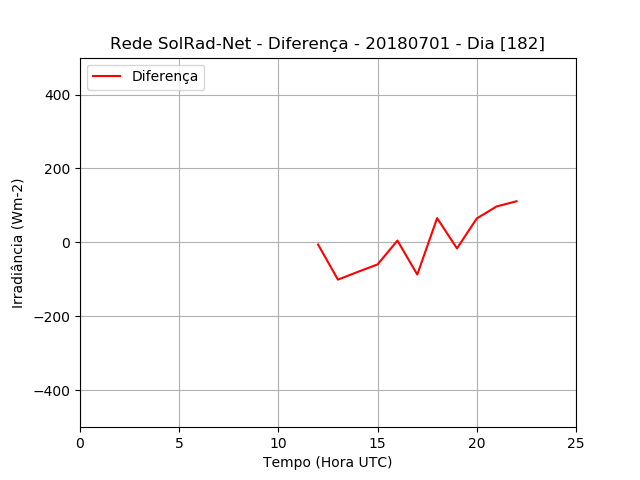 Rede SolRad-Net - Diferença - 20180701 - Dia [182]
Diferença
400
200
0
−200
−400
Irradiância (Wm-2)
0 5 10 15 20 25
Tempo (Hora UTC)